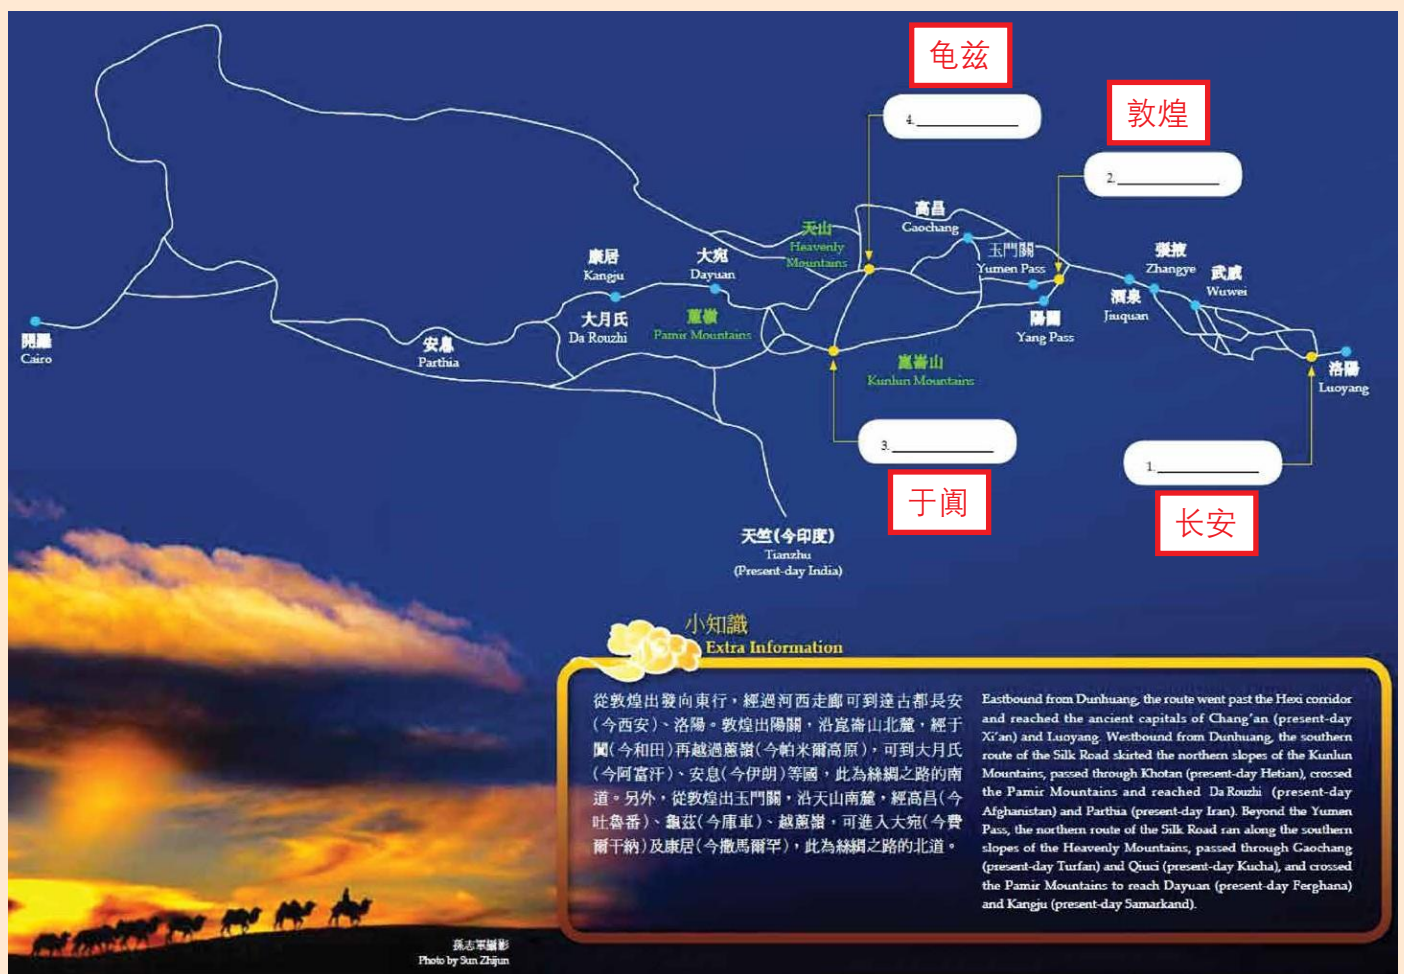 龟兹
4.
敦煌
2.
高昌
Gaochang
天山
Heavenly
Mountains
玉門關
Yumen Pass
張掖
Zhangye
康居
Kangju
大宛
Dayuan
武威
Wuwei
酒泉
Jiuquan
大月氏
Da Rouzhi
蔥嶺
Pamir Mountains
陽關
Yang Pass
開羅
Cairo
安息
Parthia
崑崙山
Kunlun Mountains
洛陽
Luoyang
3.
于阗
1.
长安
天竺(今印度)
Tianzhu
(Present-day India)
小知識
Extra Information
從敦煌出發向東行，經過河西走廊可到達古都長安
(今西安)、洛陽。敦煌出陽關，沿崑崙山北麓，經于
闐(今和田)再越過蔥嶺(今帕米爾高原)，可到大月氏
(今阿富汗)、安息(今伊朗)等國，此為絲綢之路的南
道。另外，從敦煌出玉門關，沿天山南麓，經高昌(今
吐魯番)、龜茲(今庫車)、越蔥嶺，可進入大宛(今費
爾干納)及康居(今撒馬爾罕)，此為絲綢之路的北道。
Eastbound from Dunhuang, the route went past the Hexi corridor
and reached the ancient capitals of Chang'an (present-day
Xi'an) and Luoyang. Westbound from Dunhuang, the southern
route of the Silk Road skirted the northern slopes of the Kunlun
Mountains, passed through Khotan (present-day Hetian), crossed
the Pamir Mountains and reached Da Rouzhi (present-day
Afghanistan) and Parthia (present-day Iran). Beyond the Yumen
Pass, the northern route of the Silk Road ran along the southern
slopes of the Heavenly Mountains, passed through Gaochang
(present-day Turfan) and Qiuci (present-day Kucha), and crossed
the Pamir Mountains to reach Dayuan (present-day Ferghana)
and Kangju (present-day Samarkand).
孫志軍攝影
Photo by Sun Zhijun